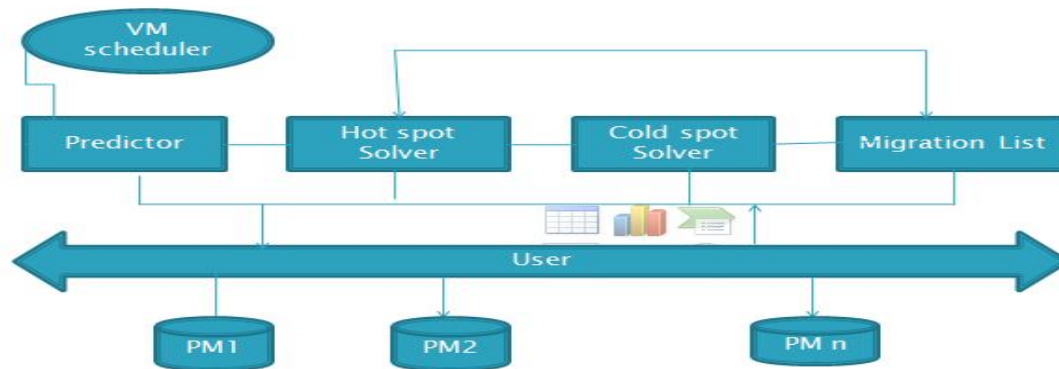 VM
scheduler
Predictor
Hot spot
Solver
Cold spot
Solver
Migration List
User
PM1
PM2
PM n